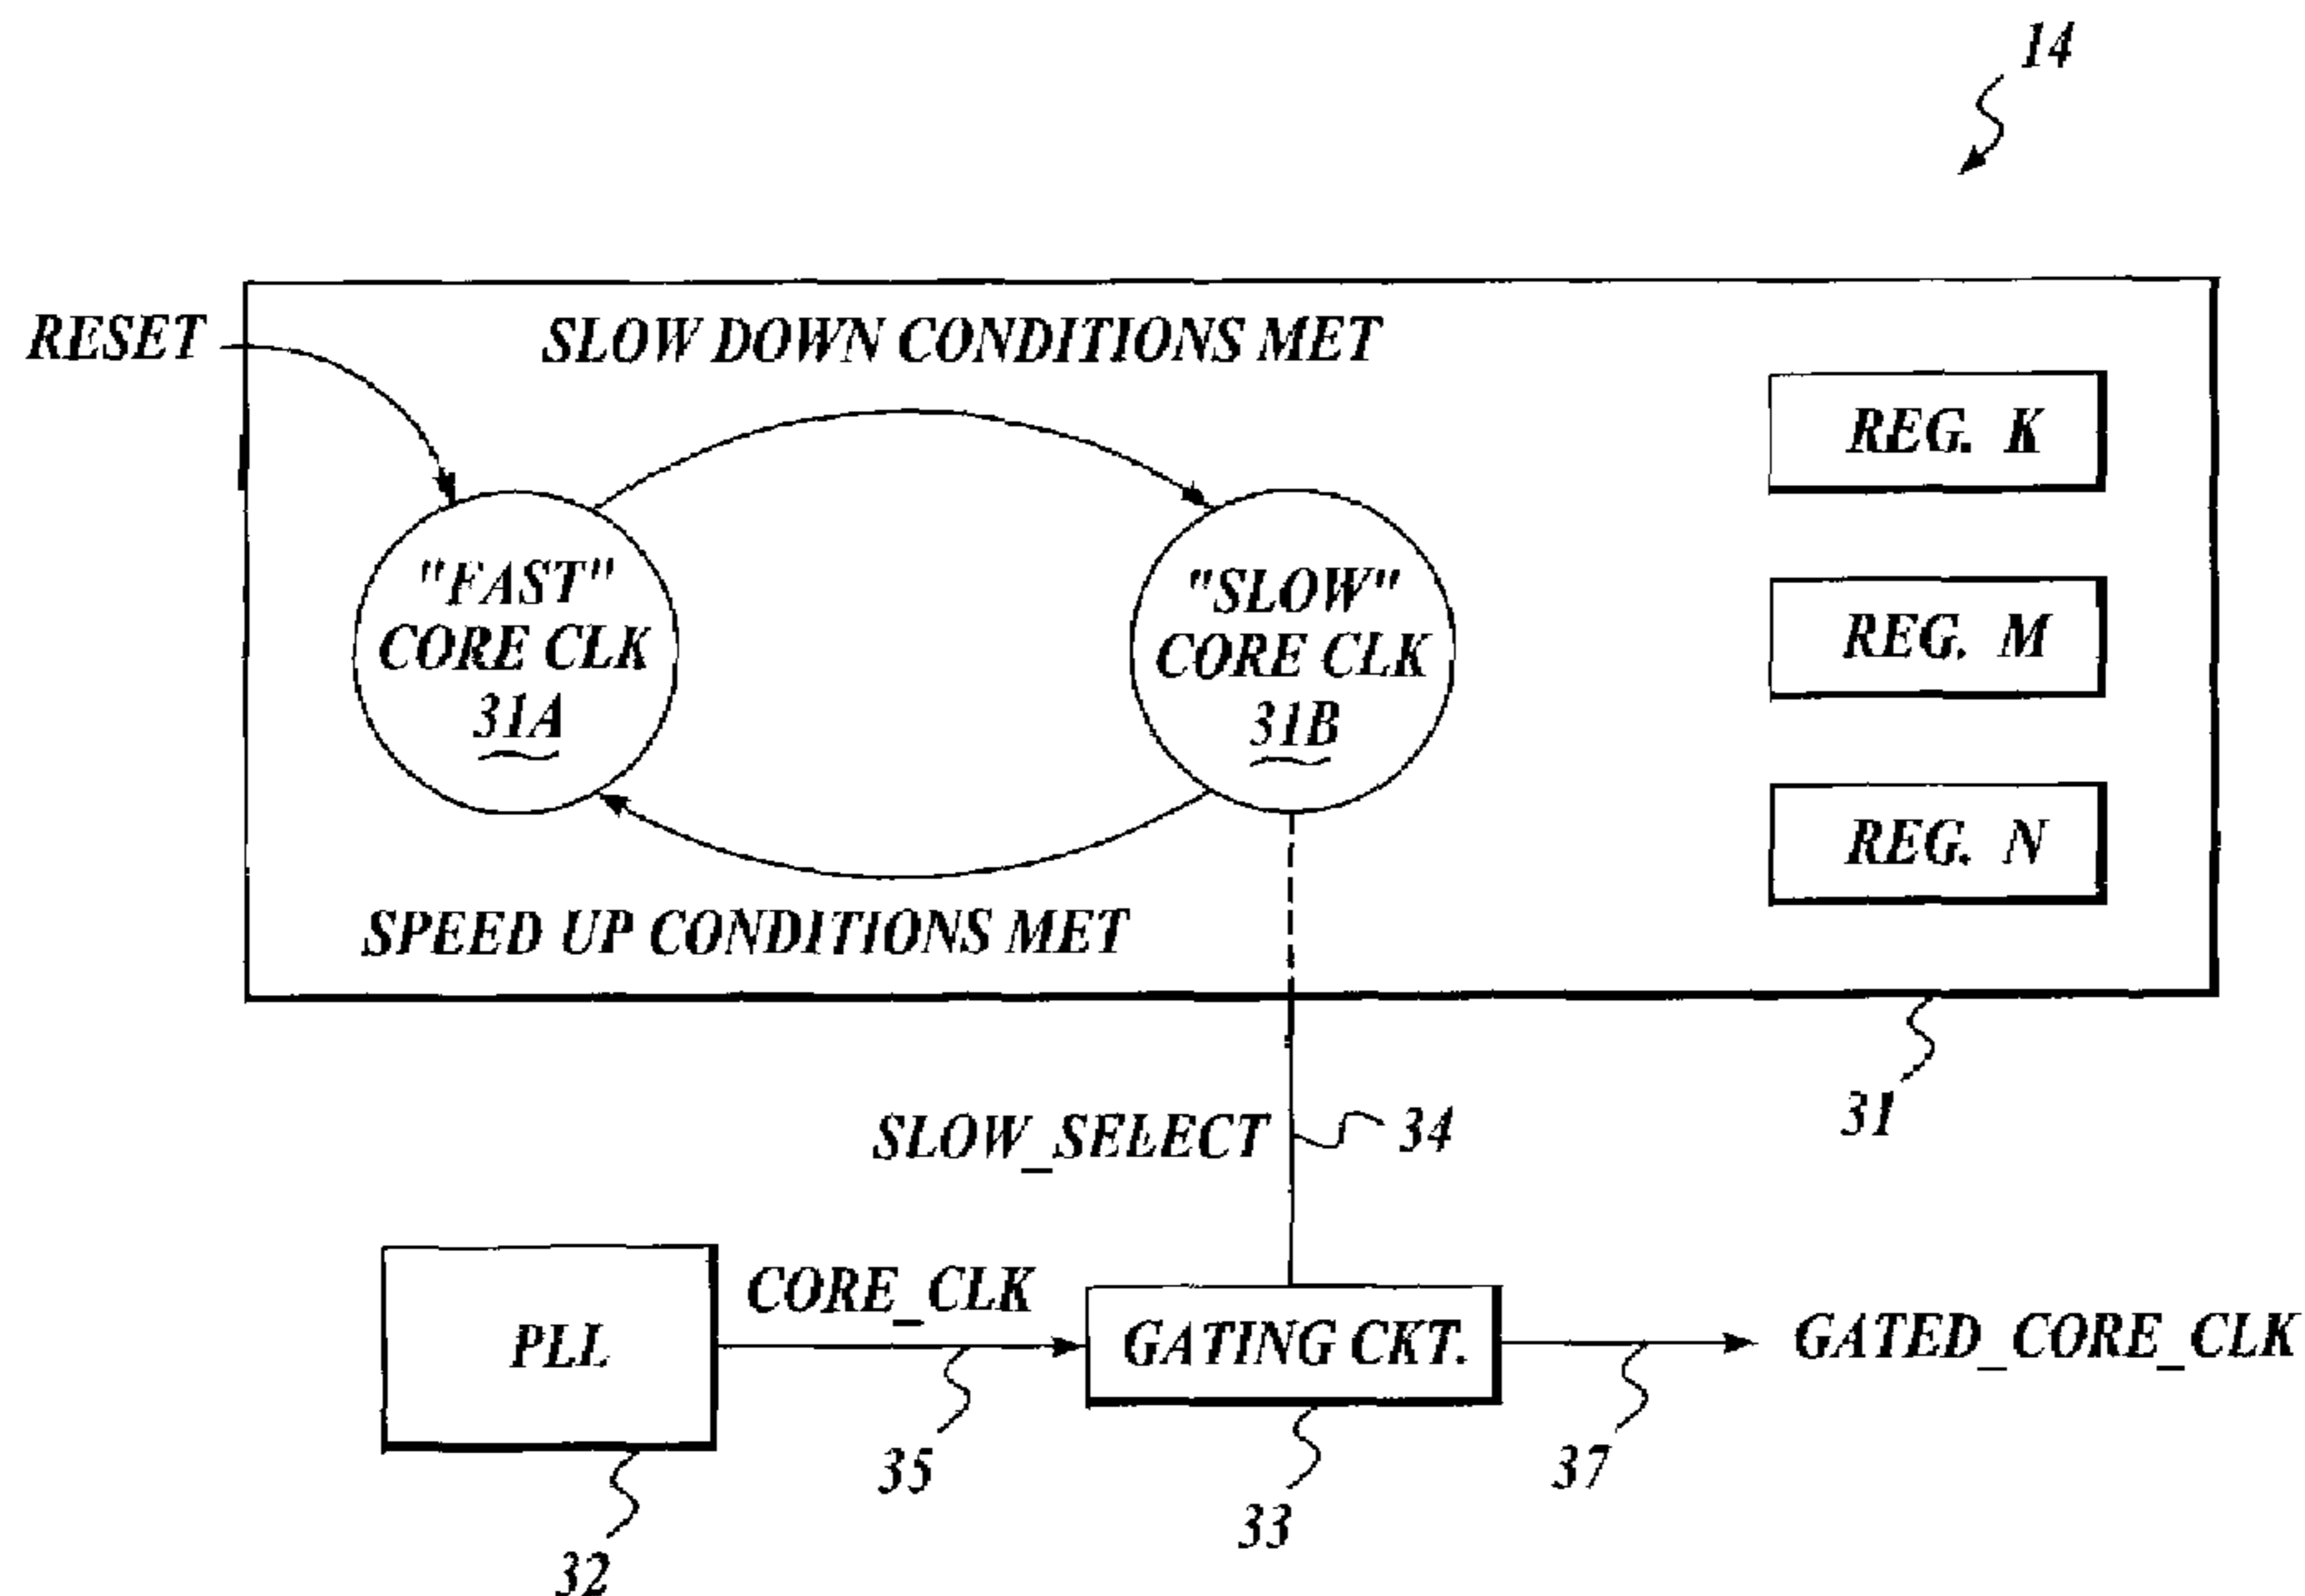 14
RESET
SLOW DOWN CONDITIONS MET
REG. K
"FAST"
CORE CLK
31A
"SLOW"
CORE CLK
31B
REG. M
REG. N
SPEED UP CONDITIONS MET
31
SLOW_SELECT
34
PLL
CORE_CLK
GATING CKT.
GATED_CORE_CLK
35
37
33
32